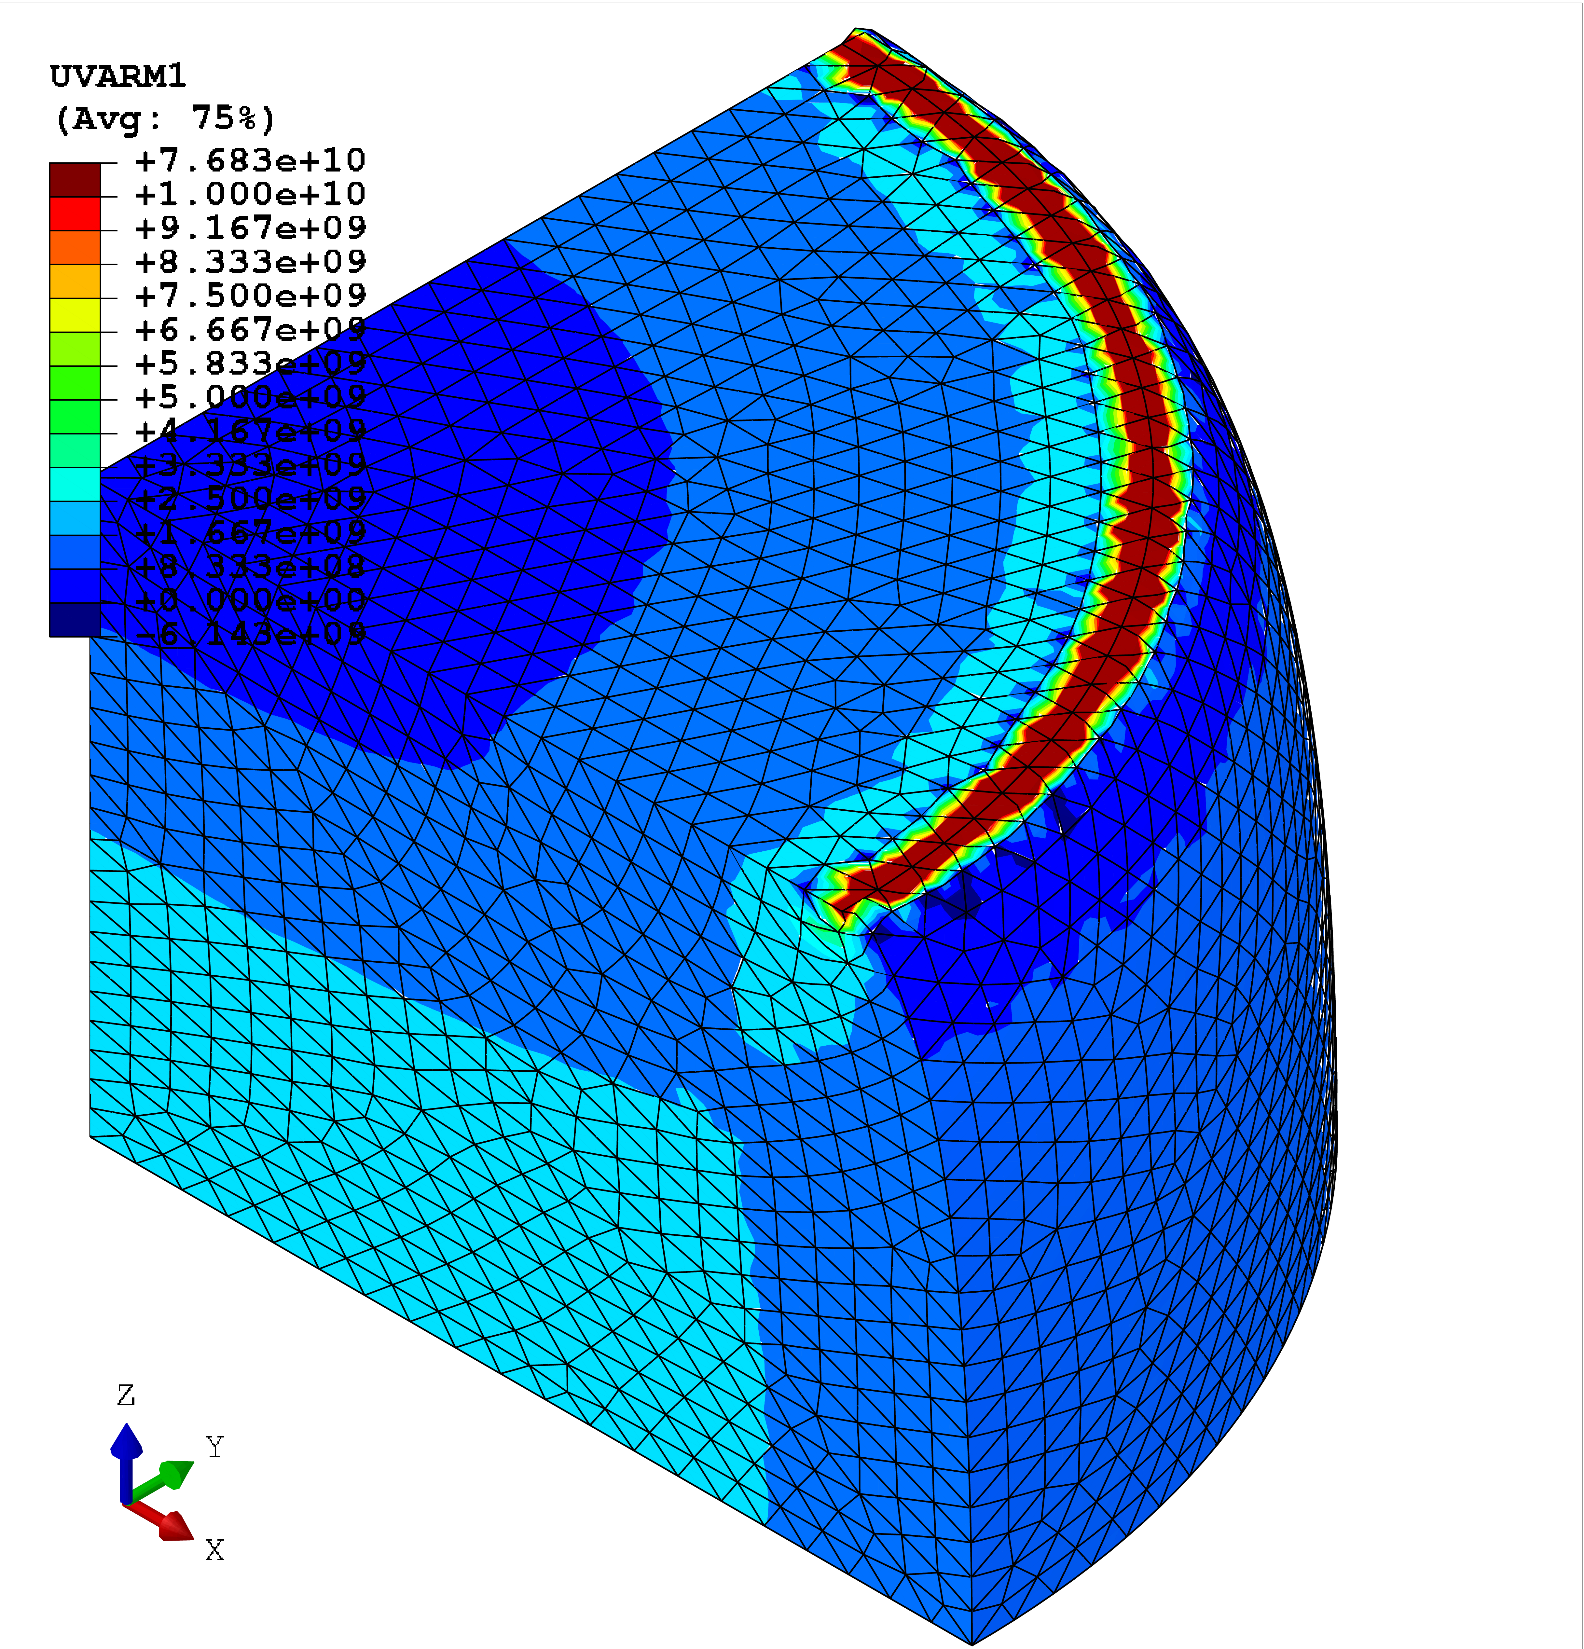 UVARM1
(Avg: 75%)
+7.683e+10
+1.000e+10
+9.167e+09
+8.333e+09
+7.500e+09
+6.667e+09
+5.833e+09
+5.000e+09
+4.167e+09
+3.333e+09
+2.500e+09
+1.667e+09
+8.333e+08
+0.000e+00
-6.143e+09
Z
Y
X